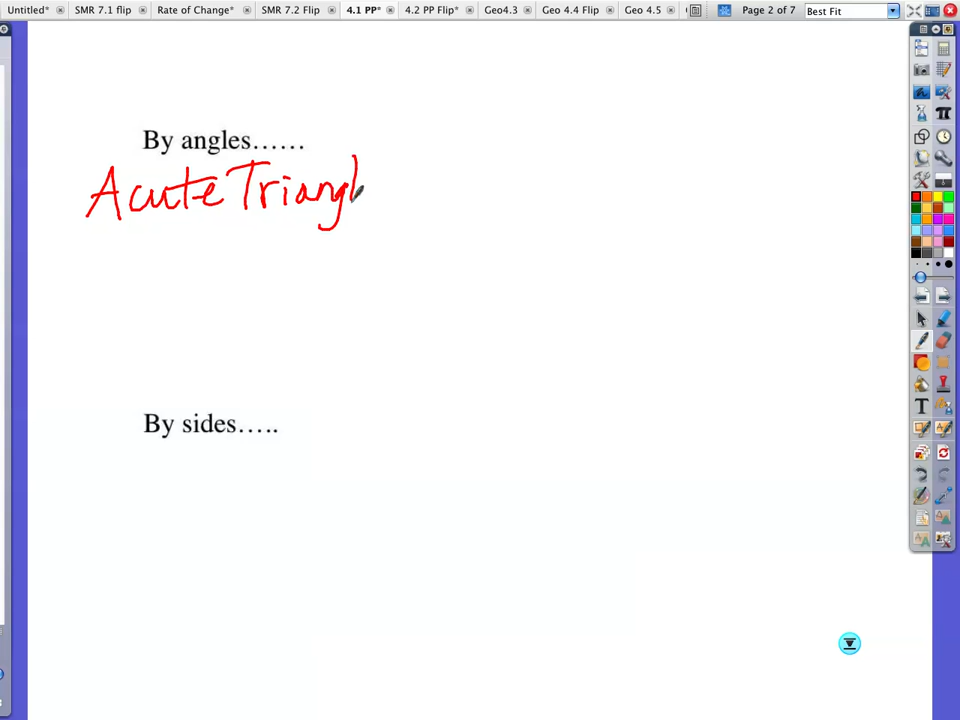 Untitled* SMR 7.1 flip Rate of Change* SMR 7.2 Flip 4.1 PP* 4.2 PP Flip* Geo4.3 Geo 4.4 Flip Geo 4.5 Page 2 of 7 Best Fit
By angles……
Acute Triangl
By sides…..